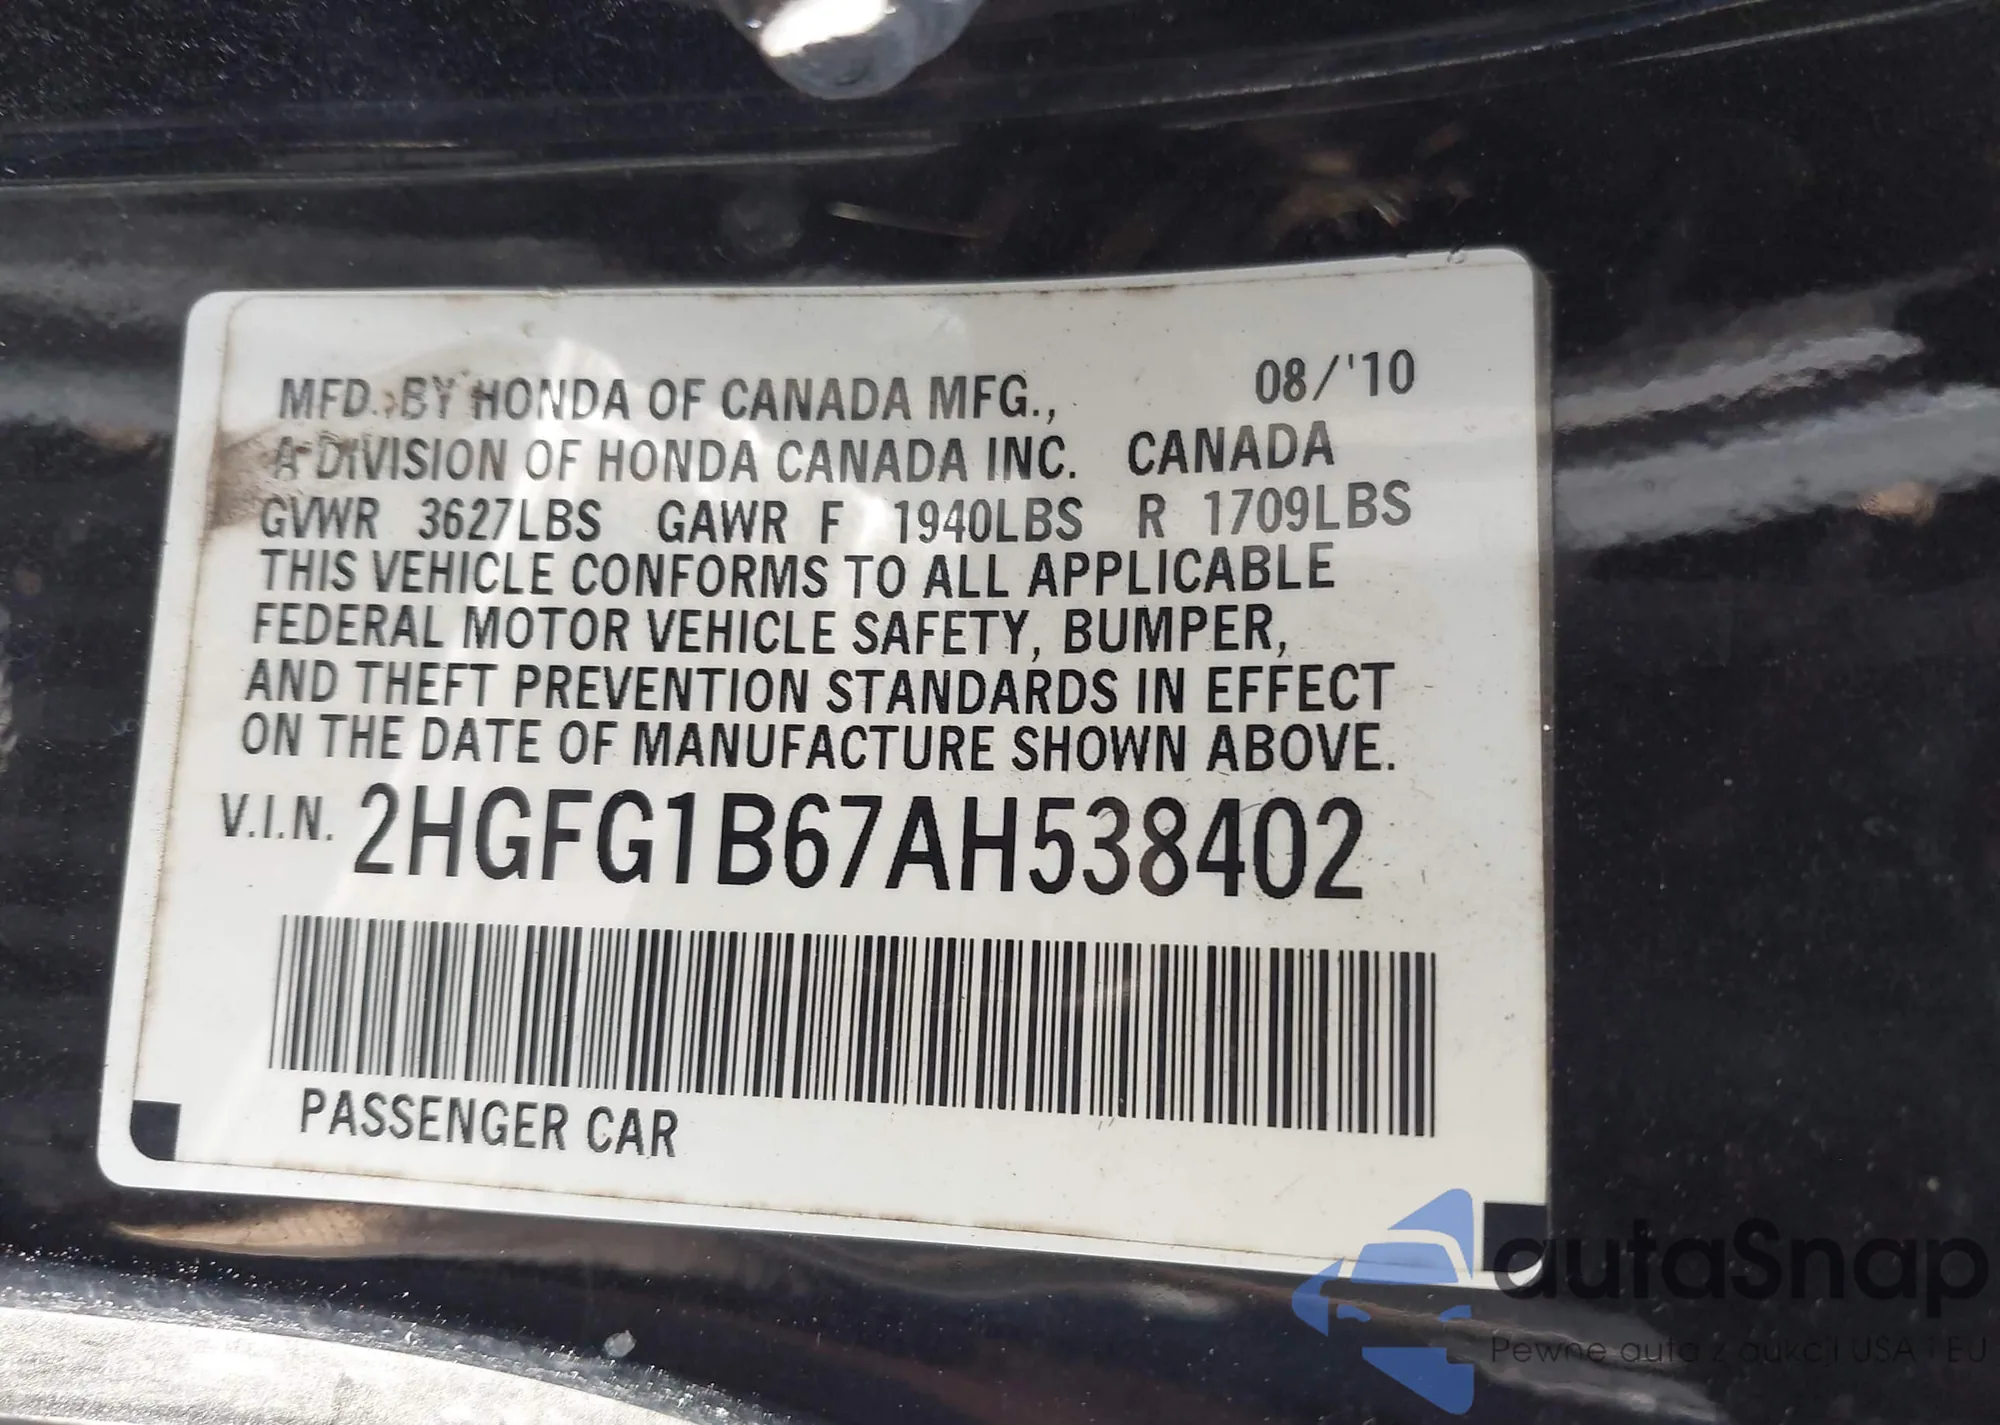 08/'10
MFD. BY HONDA OF CANADA MFG.,
A DIVISION OF HONDA CANADA INC. CANADA
GVWR 3627LBS GAWR F 1940LBS R 1709LBS
THIS VEHICLE CONFORMS TO ALL APPLICABLE
FEDERAL MOTOR VEHICLE SAFETY, BUMPER,
AND THEFT PREVENTION STANDARDS IN EFFECT
ON THE DATE OF MANUFACTURE SHOWN ABOVE.
V.I.N. 2HGFG1B67AH538402
PASSENGER CAR
autaSnap
Pewne auta z aukcji USA i EU